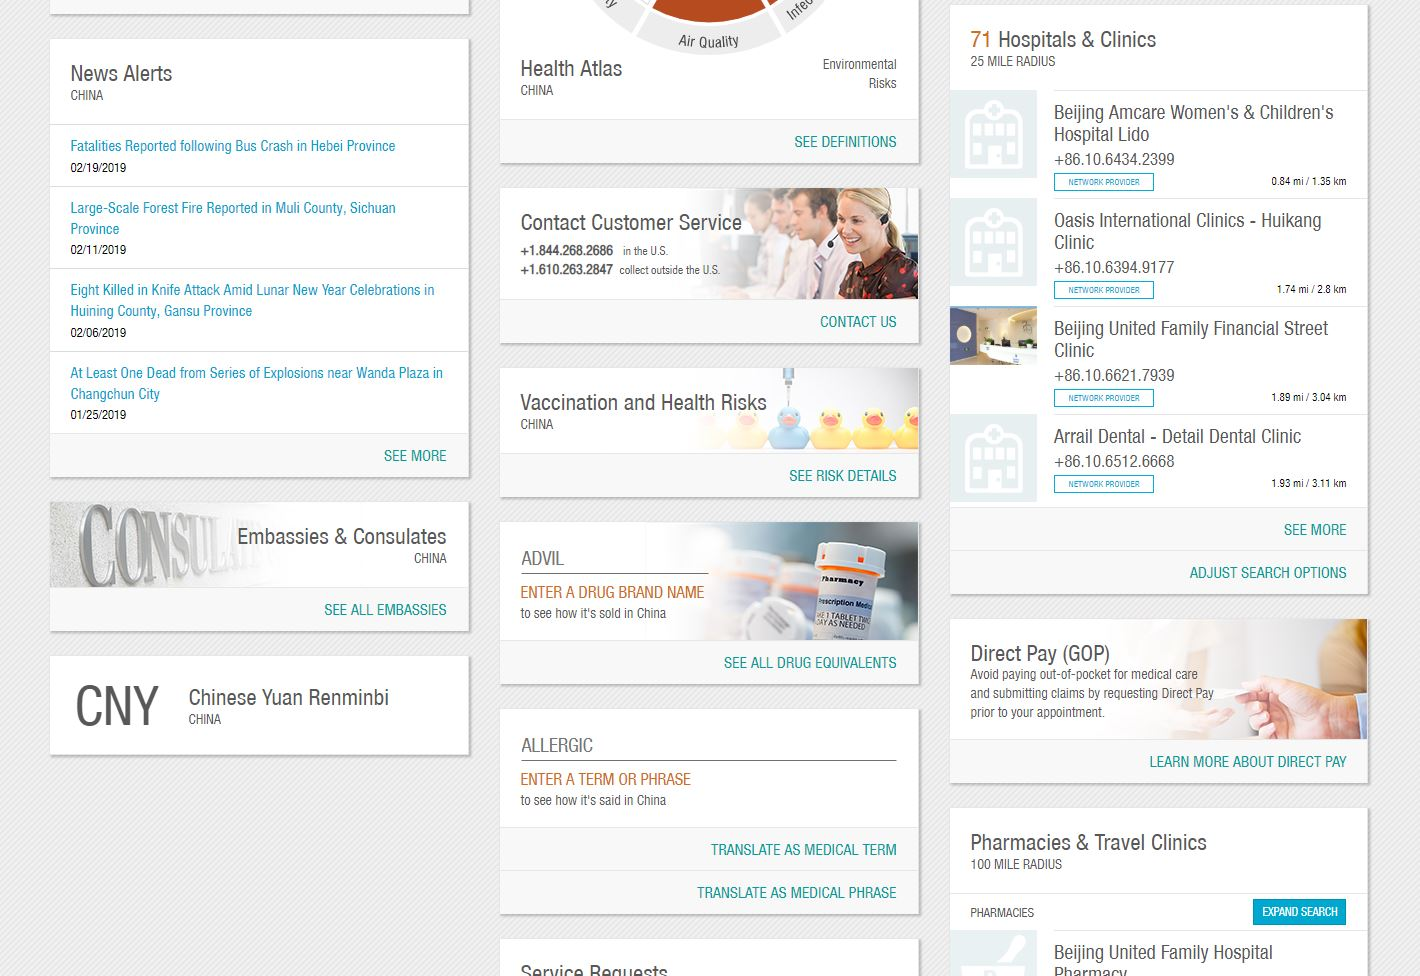 News Alerts
CHINA
Fatalities Reported following Bus Crash in Hebei Province
02/19/2019
Large-Scale Forest Fire Reported in Muli County, Sichuan
Province
02/11/2019
Eight Killed in Knife Attack Amid Lunar New Year Celebrations in
Huining County, Gansu Province
02/06/2019
At Least One Dead from Series of Explosions near Wanda Plaza in
Changchun City
01/25/2019
SEE MORE
CONSULAT
Embassies & Consulates
CHINA
SEE ALL EMBASSIES
CNY
Chinese Yuan Renminbi
CHINA
Air Quality
Health Atlas
CHINA
Environmental
Risks
SEE DEFINITIONS
Contact Customer Service
+1.844.268.2686 in the U.S.
+1.610.263.2847 collect outside the U.S.
CONTACT US
Vaccination and Health Risks
CHINA
SEE RISK DETAILS
ADVIL
ENTER A DRUG BRAND NAME
to see how it's sold in China
Pharmacy
Prescription Medic
AKE 1 TABLET TWIC
DAY AS NEEDED
SEE ALL DRUG EQUIVALENTS
ALLERGIC
ENTER A TERM OR PHRASE
to see how it's said in China
TRANSLATE AS MEDICAL TERM
TRANSLATE AS MEDICAL PHRASE
Service Requests
71 Hospitals & Clinics
25 MILE RADIUS
Beijing Amcare Women's & Children's
Hospital Lido
+86.10.6434.2399
NETWORK PROVIDER
0.84 mi / 1.35 km
Oasis International Clinics - Huikang
Clinic
+86.10.6394.9177
NETWORK PROVIDER
1.74 mi / 2.8 km
Beijing United Family Financial Street
Clinic
+86.10.6621.7939
NETWORK PROVIDER
1.89 mi / 3.04 km
Arrail Dental - Detail Dental Clinic
+86.10.6512.6668
NETWORK PROVIDER
1.93 mi / 3.11 km
SEE MORE
ADJUST SEARCH OPTIONS
Direct Pay (GOP)
Avoid paying out-of-pocket for medical care
and submitting claims by requesting Direct Pay
prior to your appointment.
LEARN MORE ABOUT DIRECT PAY
Pharmacies & Travel Clinics
100 MILE RADIUS
PHARMACIES
EXPAND SEARCH
Beijing United Family Hospital
Pharmacy